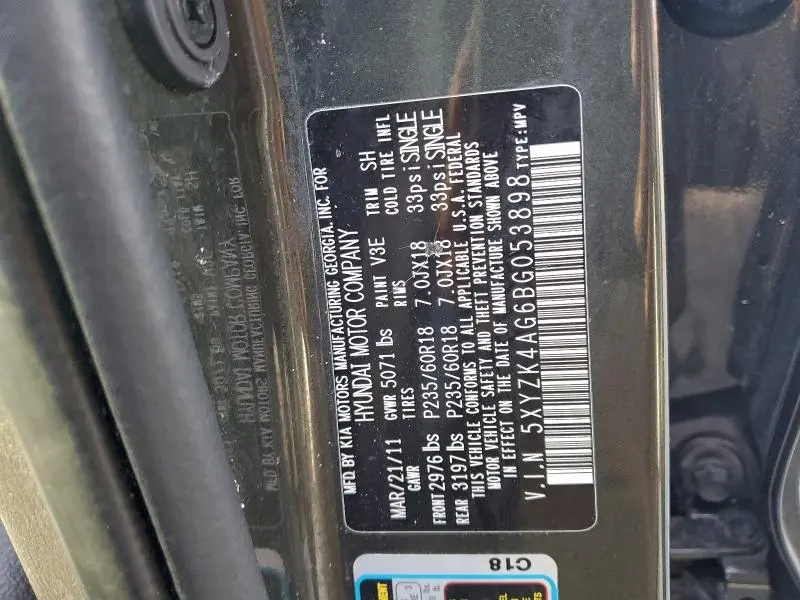 MFD BY KIA MOTORS MANUFACTURING GEORGIA, INC. FOR
HYUNDAI MOTOR COMPANY
MAR/21/11 GVWR 5071 lbs PAINT V3E TRIM SH
GAWR TIRES RIMS COLD TIRE INFL
FRONT 2976 lbs P235/60R18 7.0JX18 33psi SINGLE
REAR 3197 lbs P235/60R18 7.0JX18 33psi SINGLE
THIS VEHICLE CONFORMS TO ALL APPLICABLE U.S.A. FEDERAL
MOTOR VEHICLE SAFETY AND THEFT PREVENTION STANDARDS
IN EFFECT ON THE DATE OF MANUFACTURE SHOWN ABOVE
V.I.N 5XYZK4AG6BG053898 TYPE:MPV
C18